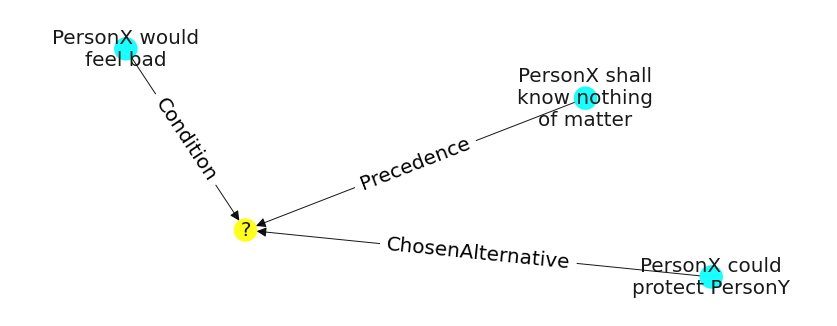 PersonX would
feel bad
PersonX shall
know nothing
of matter
Condition
Precedence
?
ChosenAlternative
PersonX could
protect PersonY